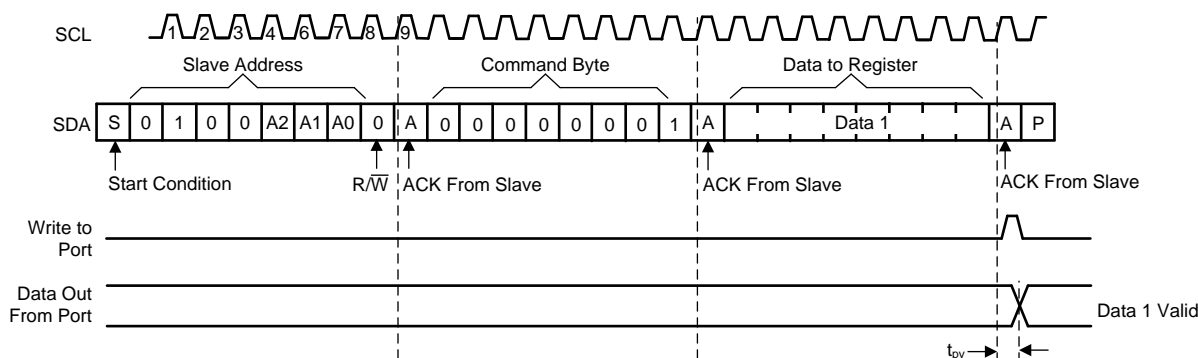 SCL 1 2 3 4 6 7 8 9
Slave Address Command Byte Data to Register
SDA S 0 1 0 0 A2 A1 A0 0 A 0 0 0 0 0 0 0 1 A Data 1 A P
Start Condition R/W̅ ACK From Slave ACK From Slave ACK From Slave
Write to
Port
Data Out
From Port
Data 1 Valid
tpv